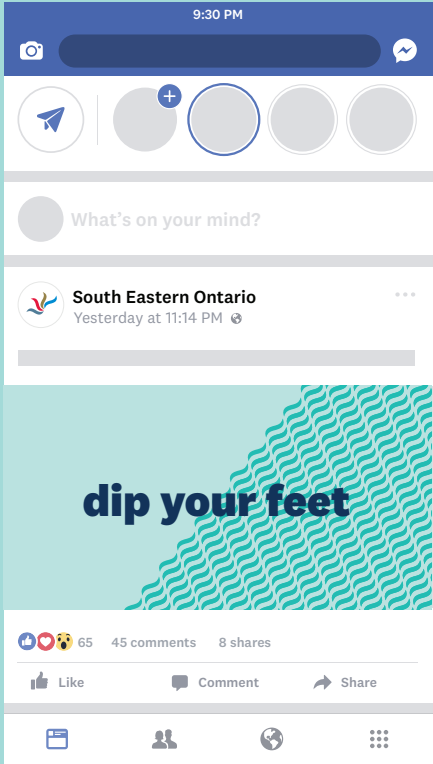 9:30 PM
What's on your mind?
South Eastern Ontario
Yesterday at 11:14 PM
dip your feet
65 45 comments 8 shares
Like Comment Share